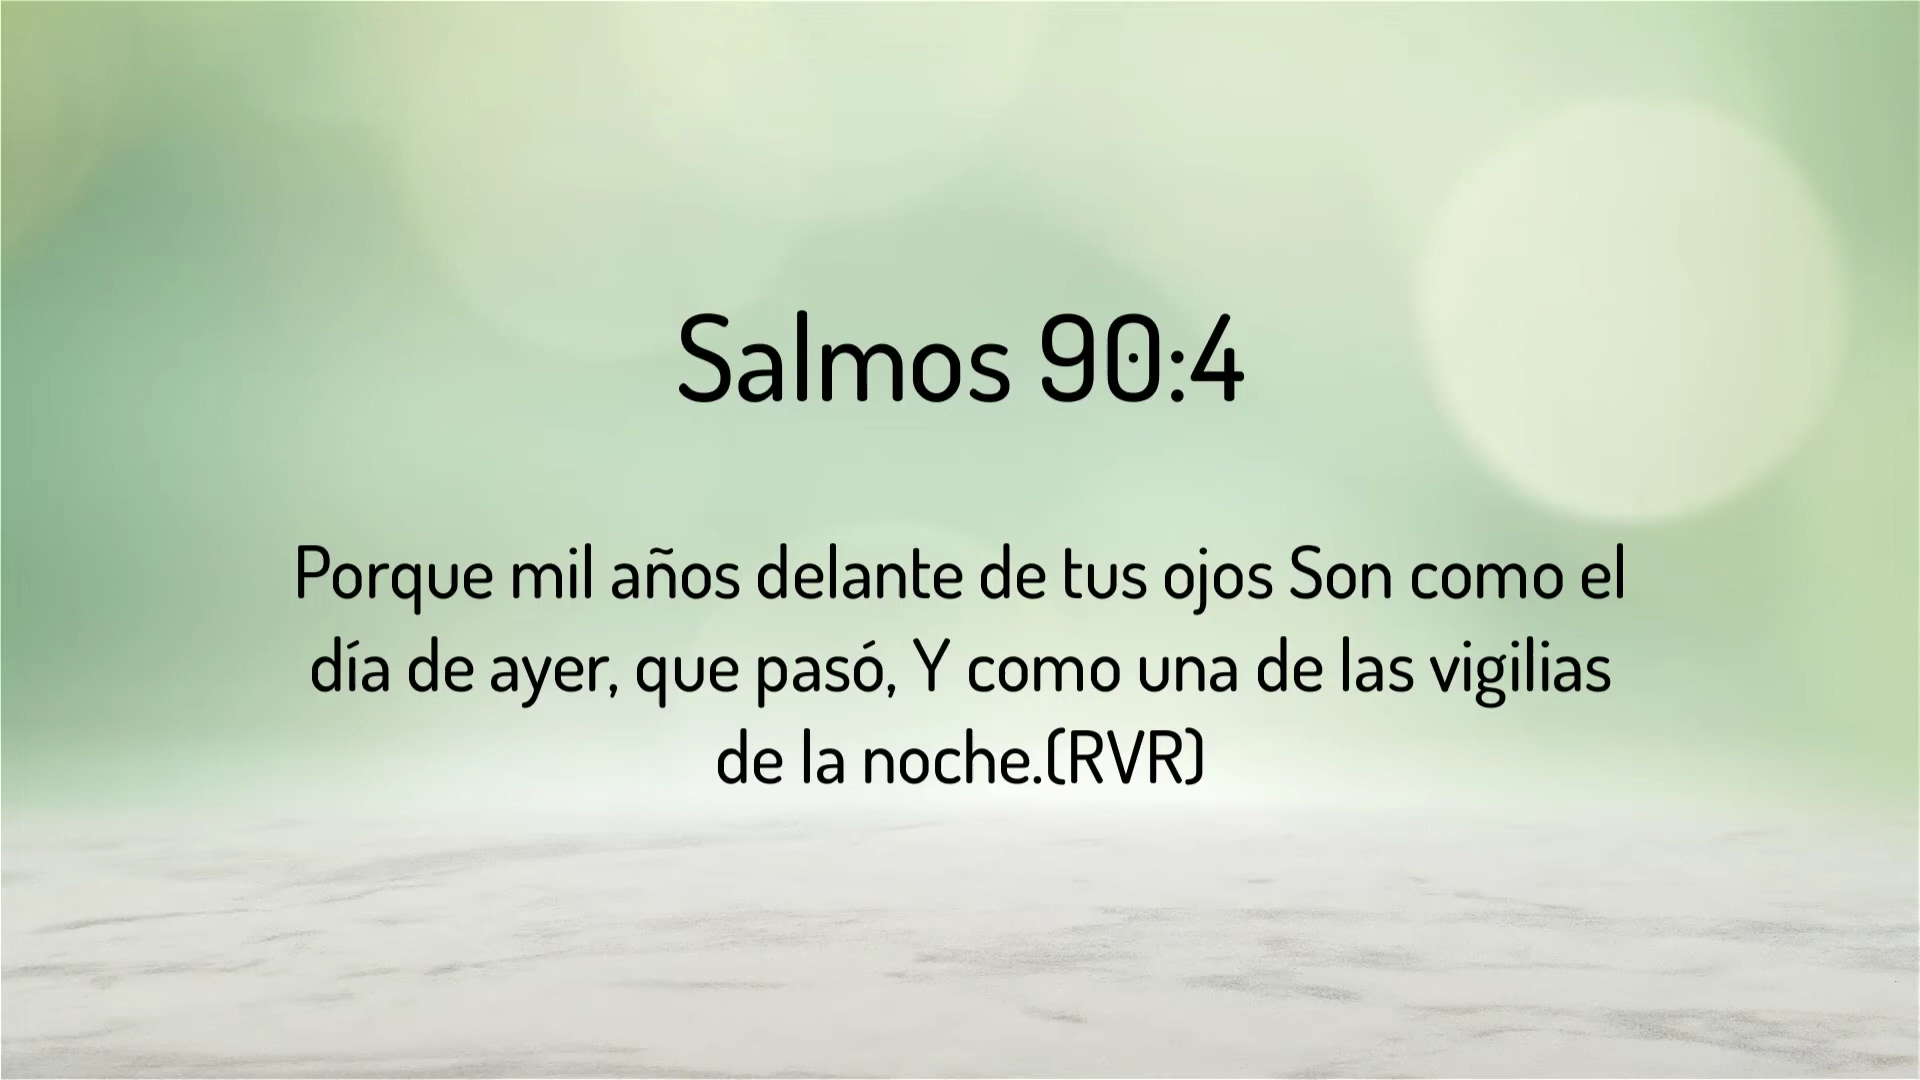 Salmos 90:4
Porque mil años delante de tus ojos Son como el
día de ayer, que pasó, Y como una de las vigilias
de la noche.(RVR)